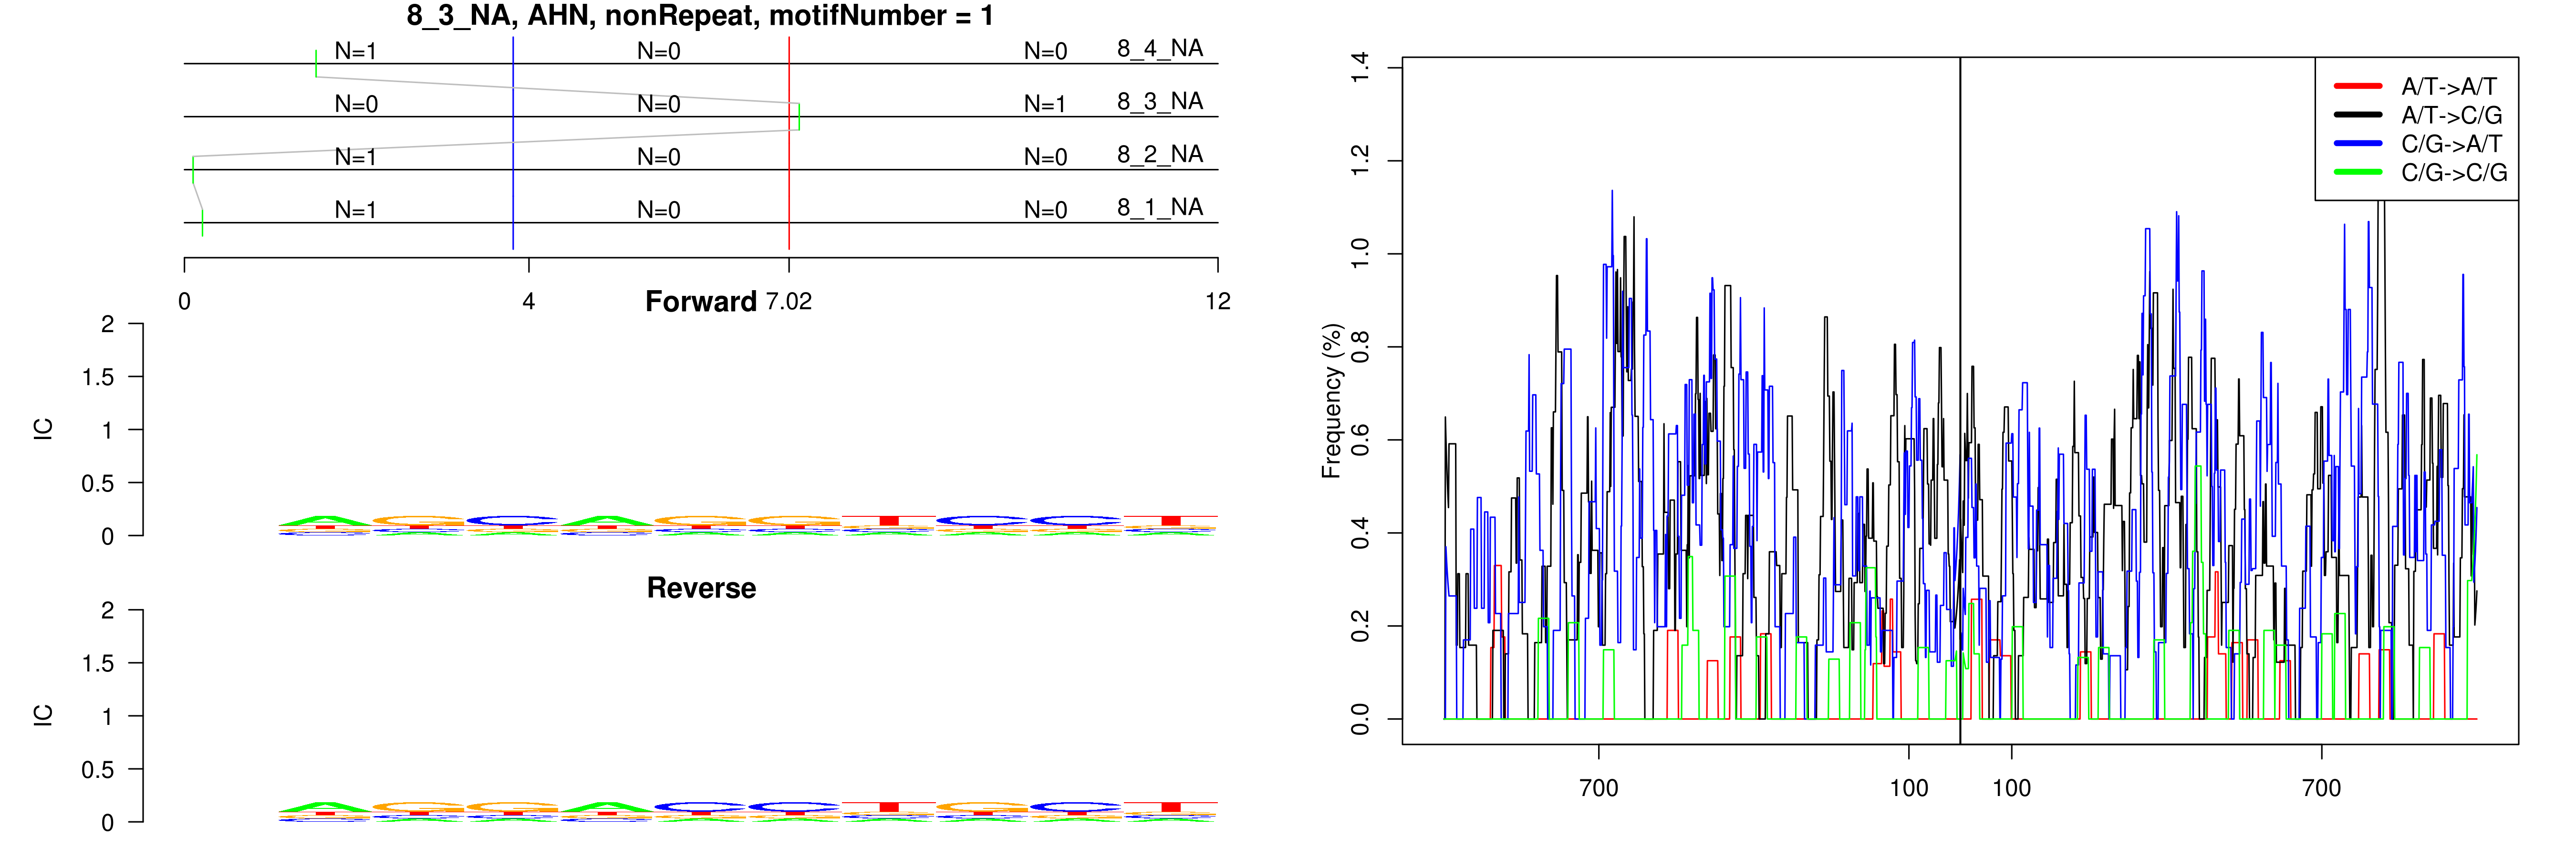 8_3_NA, AHN, nonRepeat, motifNumber = 1
N=1 N=0 N=0 8_4_NA
N=0 N=0 N=1 8_3_NA
N=1 N=0 N=0 8_2_NA
N=1 N=0 N=0 8_1_NA
0 4 7.02 12
Forward
IC
2
1.5
1
0.5
0
AGCAGGTCCT
Reverse
IC
2
1.5
1
0.5
0
AGGACCTGCT
Frequency (%)
1.4
1.2
1.0
0.8
0.6
0.4
0.2
0.0
700 100 100 700
A/T->A/T
A/T->C/G
C/G->A/T
C/G->C/G